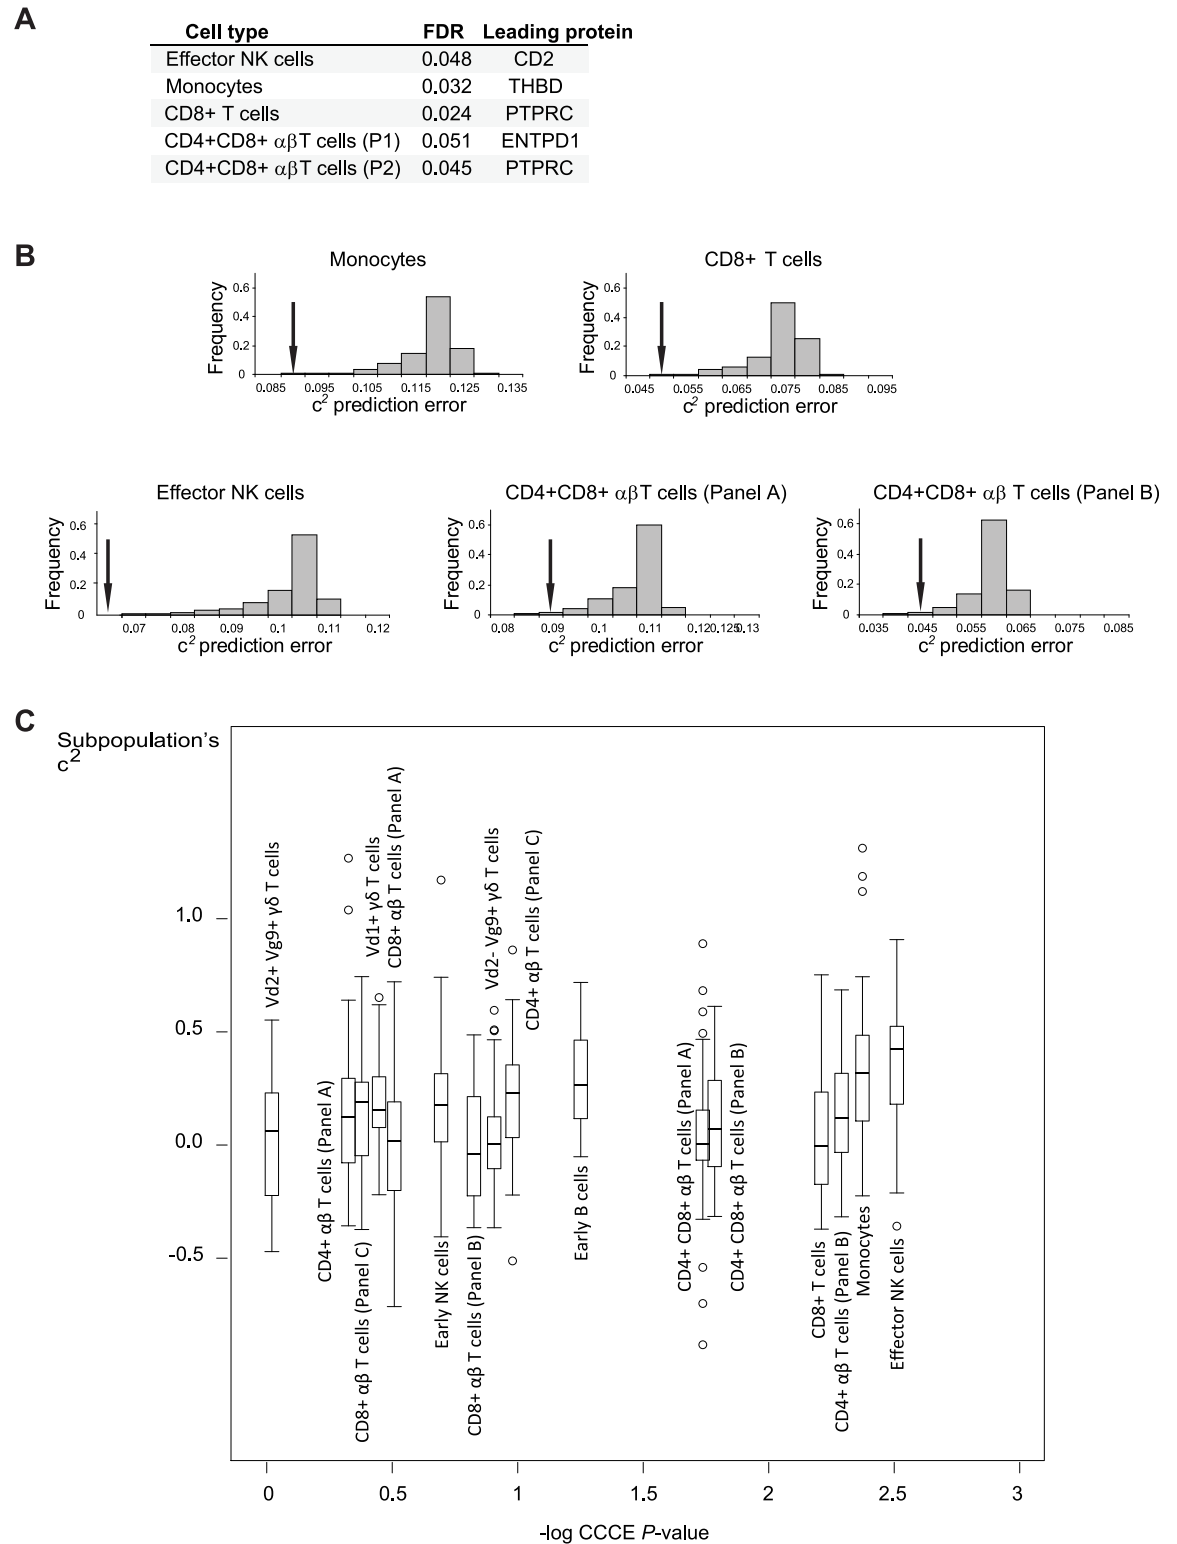 A
Cell type FDR Leading protein
Effector NK cells 0.048 CD2
Monocytes 0.032 THBD
CD8+ T cells 0.024 PTPRC
CD4+CD8+ αβT cells (P1) 0.051 ENTPD1
CD4+CD8+ αβT cells (P2) 0.045 PTPRC
B
Monocytes
Frequency
0.6
0.4
0.2
0
0.085 0.095 0.105 0.115 0.125 0.135
c² prediction error
CD8+ T cells
Frequency
0.6
0.4
0.2
0
0.045 0.055 0.065 0.075 0.085 0.095
c² prediction error
Effector NK cells
Frequency
0.6
0.4
0.2
0
0.07 0.08 0.09 0.1 0.11 0.12
c² prediction error
CD4+CD8+ αβT cells (Panel A)
Frequency
0.6
0.4
0.2
0
0.08 0.09 0.1 0.11 0.120.1250.13
c² prediction error
CD4+CD8+ αβ T cells (Panel B)
Frequency
0.6
0.4
0.2
0
0.035 0.045 0.055 0.065 0.075 0.085
c² prediction error
C
Subpopulation's
c²
1.0
0.5
0.0
-0.5
Vd2+ Vg9+ γδ T cells
CD4+ αβ T cells (Panel A)
CD8+ αβ T cells (Panel C)
Vd1+ γδ T cells
CD8+ αβ T cells (Panel A)
Early NK cells
CD8+ αβ T cells (Panel B)
Vd2- Vg9+ γδ T cells
CD4+ αβ T cells (Panel C)
Early B cells
CD4+ CD8+ αβ T cells (Panel A)
CD4+ CD8+ αβ T cells (Panel B)
CD8+ T cells
CD4+ αβ T cells (Panel B)
Monocytes
Effector NK cells
0 0.5 1 1.5 2 2.5 3
-log CCCE P-value